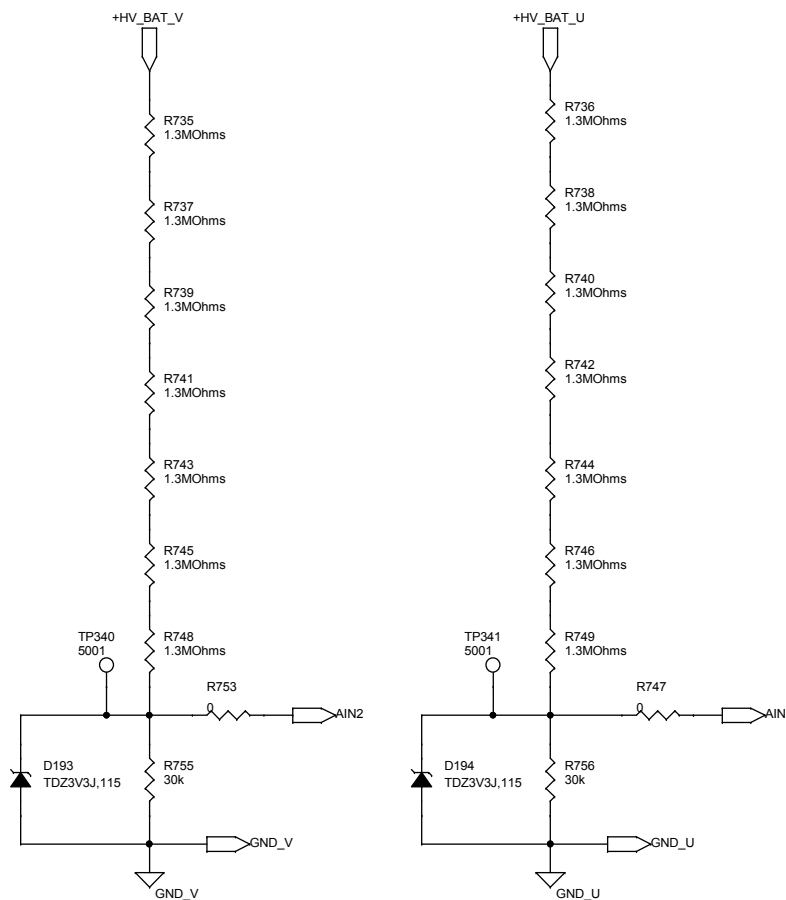 +HV_BAT_V
R735
1.3MOhms
R737
1.3MOhms
R739
1.3MOhms
R741
1.3MOhms
R743
1.3MOhms
R745
1.3MOhms
TP340
5001
R748
1.3MOhms
R753
0
AIN2
D193
TDZ3V3J,115
R755
30k
GND_V
GND_V
+HV_BAT_U
R736
1.3MOhms
R738
1.3MOhms
R740
1.3MOhms
R742
1.3MOhms
R744
1.3MOhms
R746
1.3MOhms
TP341
5001
R749
1.3MOhms
R747
0
AIN
D194
TDZ3V3J,115
R756
30k
GND_U
GND_U